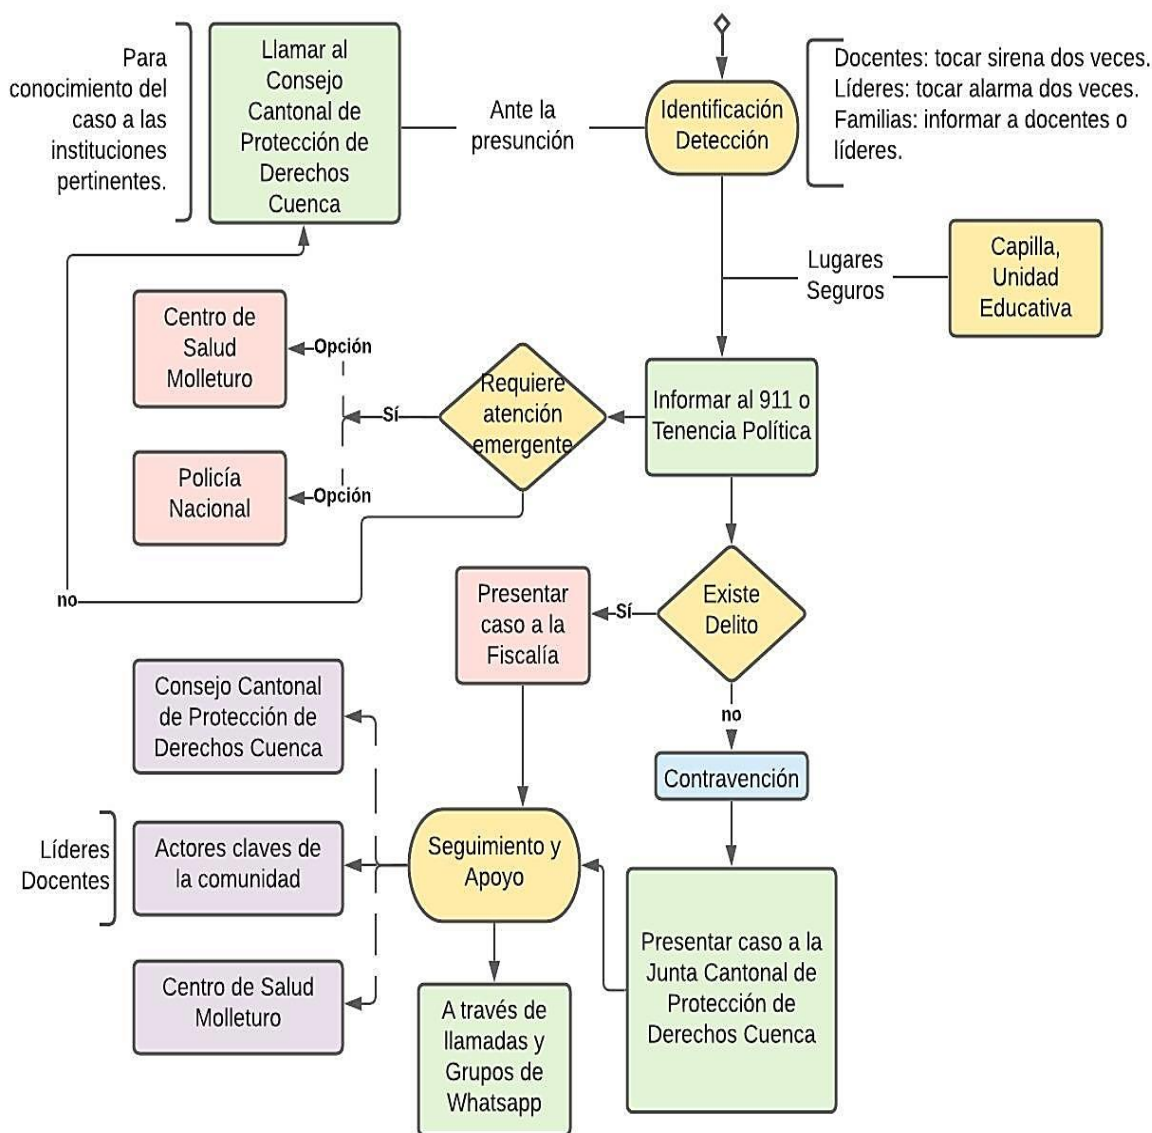 Para
conocimiento del
caso a las
instituciones
pertinentes.
Llamar al
Consejo
Cantonal de
Protección de
Derechos
Cuenca
Ante la
presunción
Identificación
Detección
Docentes: tocar sirena dos veces.
Líderes: tocar alarma dos veces.
Familias: informar a docentes o
líderes.
Lugares
Seguros
Capilla,
Unidad
Educativa
Centro de
Salud
Molleturo
Opción
Policía
Nacional
Opción
Sí
Requiere
atención
emergente
Informar al 911 o
Tenencia Política
no
Presentar
caso a la
Fiscalía
Sí
Existe
Delito
no
Contravención
Consejo Cantonal
de Protección de
Derechos Cuenca
Líderes
Docentes
Actores claves de
la comunidad
Centro de Salud
Molleturo
Seguimiento y
Apoyo
A través de
llamadas y
Grupos de
Whatsapp
Presentar caso a la
Junta Cantonal de
Protección de
Derechos Cuenca